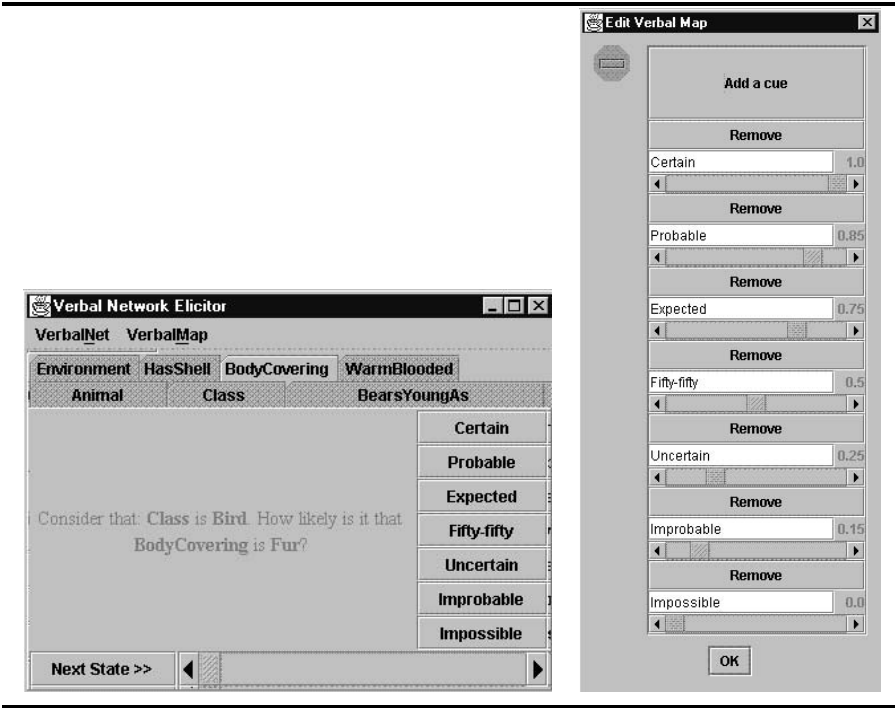 Verbal Network Elicitor
VerbalNet VerbalMap
Environment HasShell BodyCovering WarmBlooded
Animal Class BearsYoungAs
Consider that: Class is Bird. How likely is it that
BodyCovering is Fur?
Certain
Probable
Expected
Fifty-fifty
Uncertain
Improbable
Impossible
Next State >>
Edit Verbal Map
Add a cue
Remove
Certain 1.0
Remove
Probable 0.85
Remove
Expected 0.75
Remove
Fifty-fifty 0.5
Remove
Uncertain 0.25
Remove
Improbable 0.15
Remove
Impossible 0.0
OK